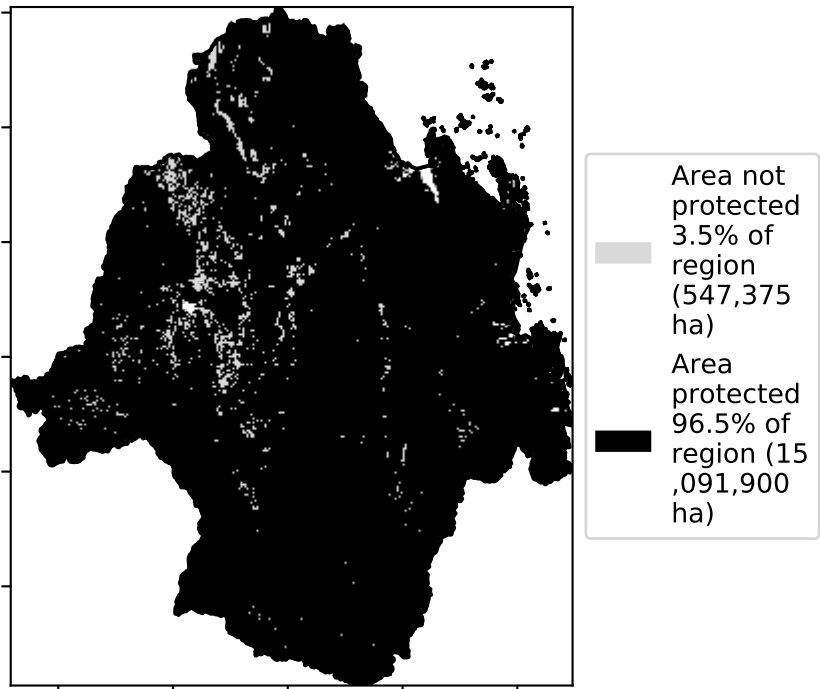 Area not
protected
3.5% of
region
(547,375
ha)
Area
protected
96.5% of
region (15
,091,900
ha)